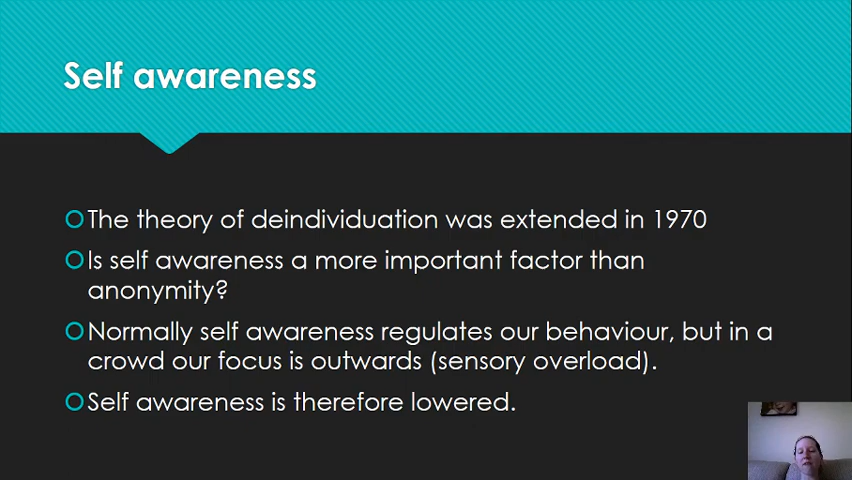 Self awareness
The theory of deindividuation was extended in 1970
Is self awareness a more important factor than
anonymity?
Normally self awareness regulates our behaviour, but in a
crowd our focus is outwards (sensory overload).
Self awareness is therefore lowered.